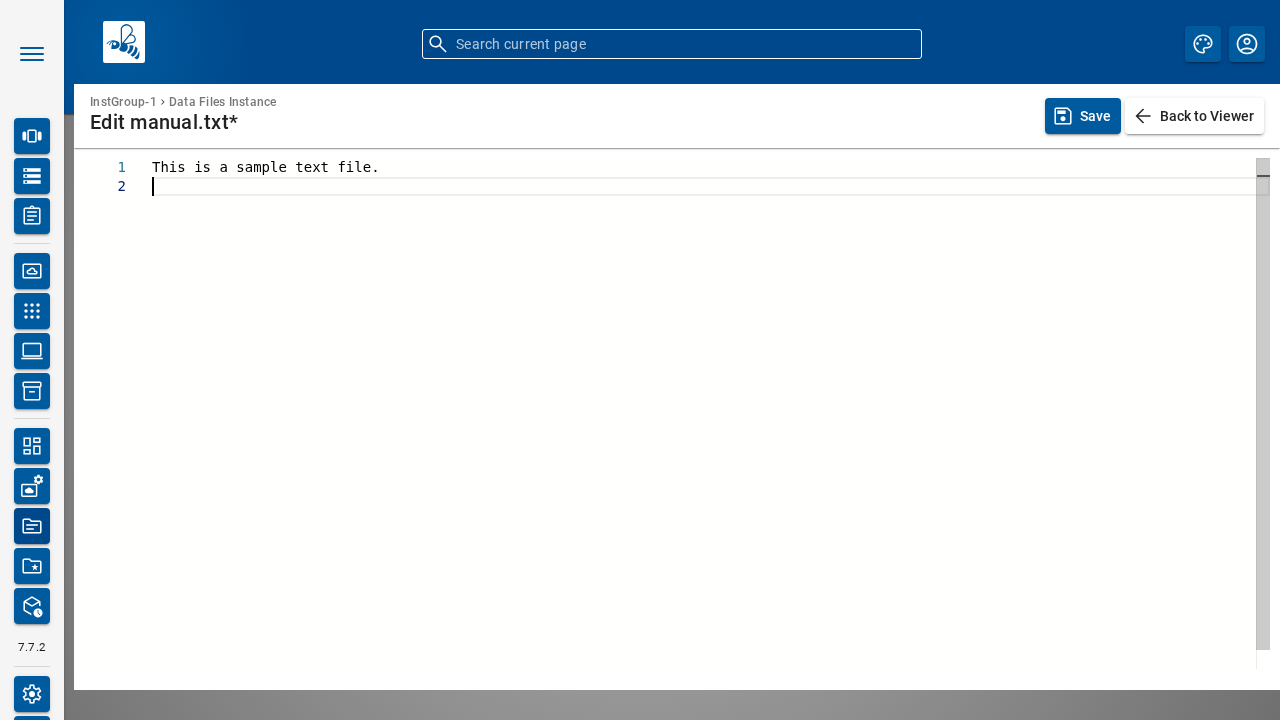 Search current page
InstGroup-1 › Data Files Instance
Edit manual.txt*
Save
Back to Viewer
1 This is a sample text file.
2
7.7.2